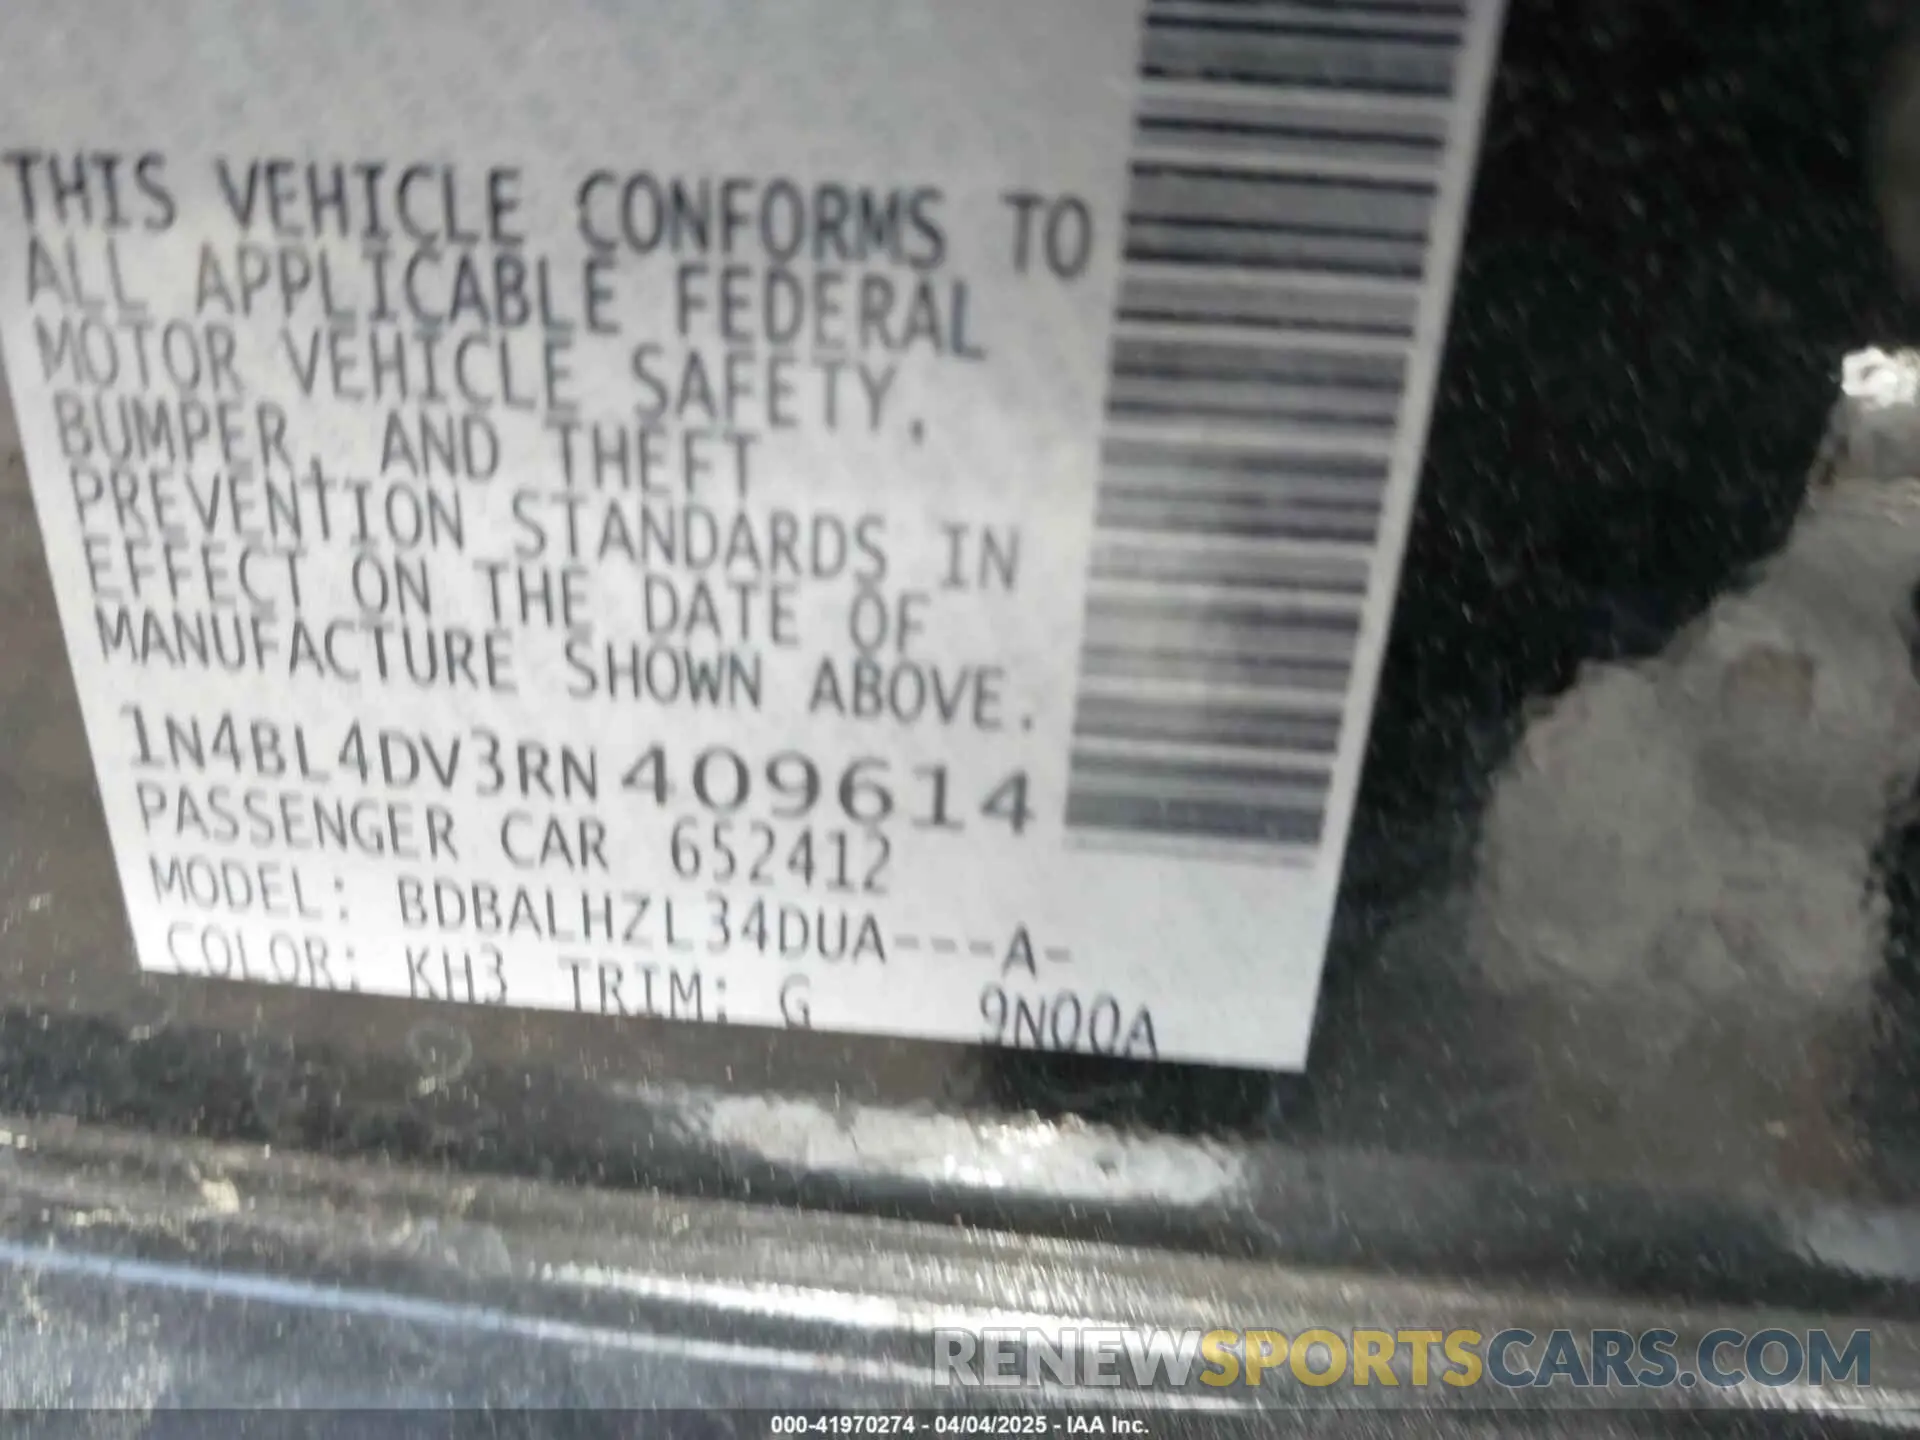 THIS VEHICLE CONFORMS TO
ALL APPLICABLE FEDERAL
MOTOR VEHICLE SAFETY,
BUMPER, AND THEFT
PREVENTION STANDARDS IN
EFFECT ON THE DATE OF
MANUFACTURE SHOWN ABOVE.
1N4BL4DV3RN409614
PASSENGER CAR 652412
MODEL: BDBALHZL34DUA---A-
COLOR: KH3 TRIM: G 9N00A
RENEWSPORTSCARS.COM
000-41970274 - 04/04/2025 - IAA Inc.